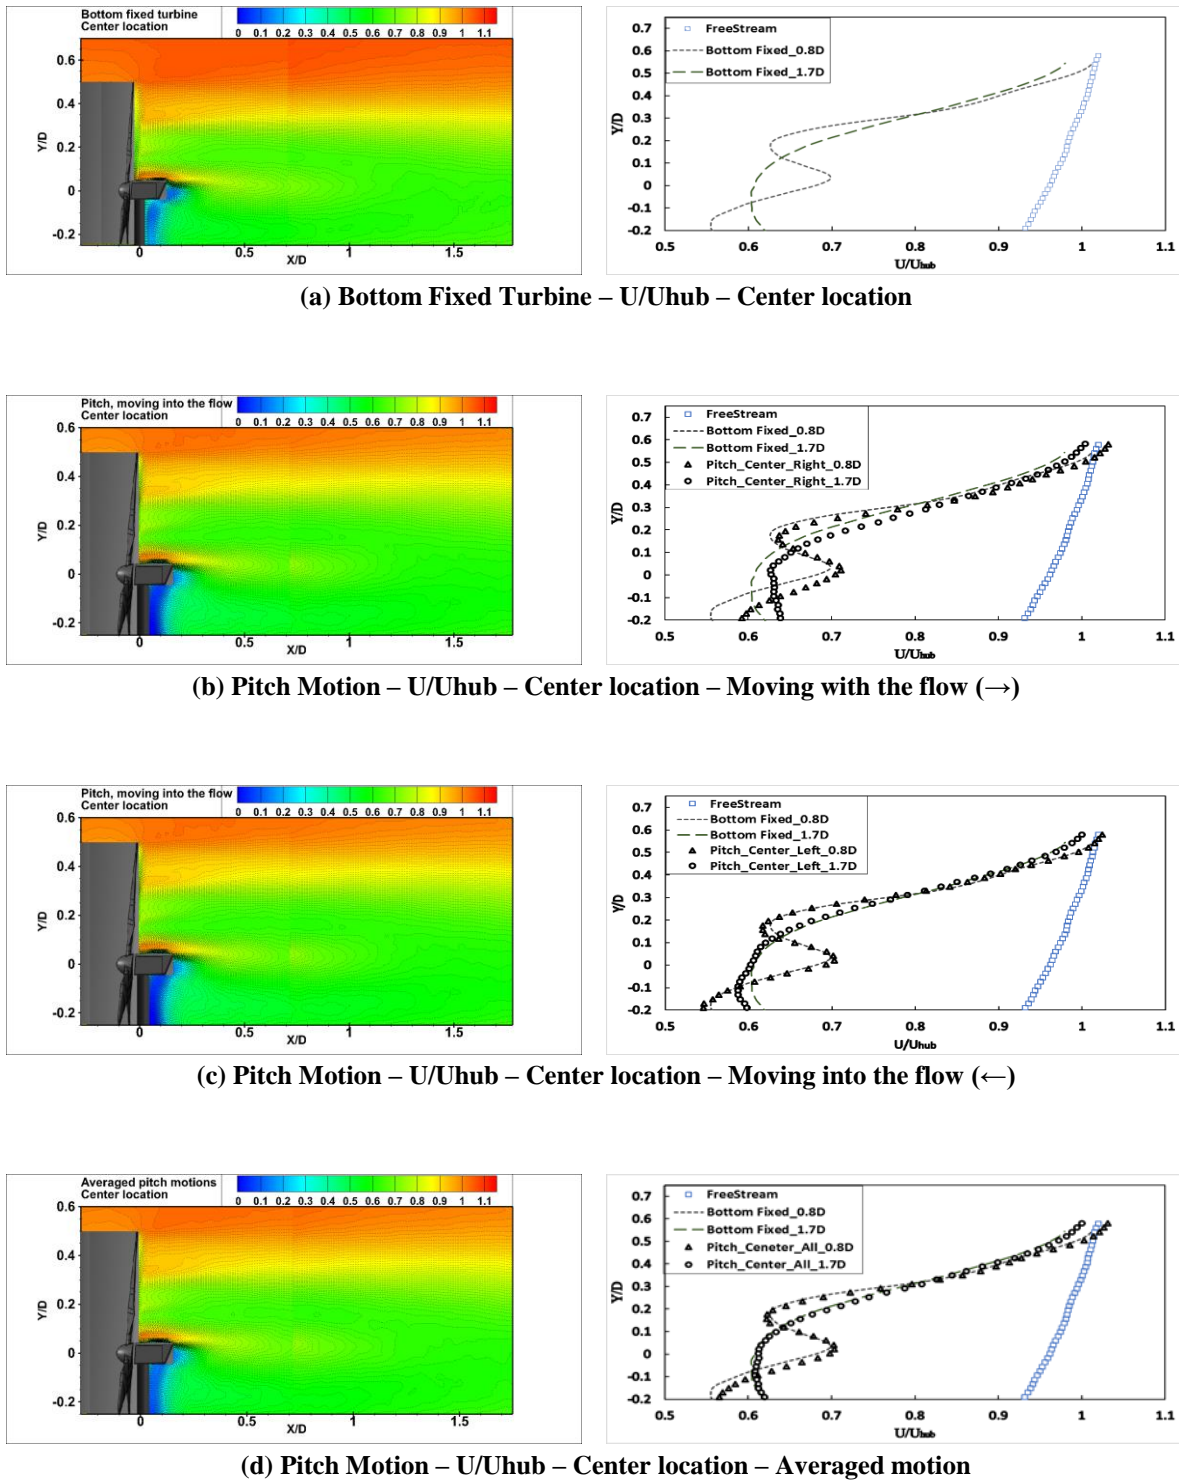 Bottom fixed turbine
Center location
0 0.1 0.2 0.3 0.4 0.5 0.6 0.7 0.8 0.9 1 1.1
0.6
0.4
0.2
0
-0.2
Y/D
0 0.5 1 1.5
X/D
FreeStream
Bottom Fixed_0.8D
Bottom Fixed_1.7D
0.7
0.6
0.5
0.4
0.3
0.2
0.1
0
-0.1
-0.2
Y/D
0.5 0.6 0.7 0.8 0.9 1 1.1
U/Uhub
(a) Bottom Fixed Turbine – U/Uhub – Center location
Pitch, moving into the flow
Center location
0 0.1 0.2 0.3 0.4 0.5 0.6 0.7 0.8 0.9 1 1.1
0.6
0.4
0.2
0
-0.2
Y/D
0 0.5 1 1.5
X/D
FreeStream
Bottom Fixed_0.8D
Bottom Fixed_1.7D
Pitch_Center_Right_0.8D
Pitch_Center_Right_1.7D
0.7
0.6
0.5
0.4
0.3
0.2
0.1
0
-0.1
-0.2
Y/D
0.5 0.6 0.7 0.8 0.9 1 1.1
U/Uhub
(b) Pitch Motion – U/Uhub – Center location – Moving with the flow (→)
Pitch, moving into the flow
Center location
0 0.1 0.2 0.3 0.4 0.5 0.6 0.7 0.8 0.9 1 1.1
0.6
0.4
0.2
0
-0.2
Y/D
0 0.5 1 1.5
X/D
FreeStream
Bottom Fixed_0.8D
Bottom Fixed_1.7D
Pitch_Center_Left_0.8D
Pitch_Center_Left_1.7D
0.7
0.6
0.5
0.4
0.3
0.2
0.1
0
-0.1
-0.2
Y/D
0.5 0.6 0.7 0.8 0.9 1 1.1
U/Uhub
(c) Pitch Motion – U/Uhub – Center location – Moving into the flow (←)
Averaged pitch motions
Center location
0 0.1 0.2 0.3 0.4 0.5 0.6 0.7 0.8 0.9 1 1.1
0.6
0.4
0.2
0
-0.2
Y/D
0 0.5 1 1.5
X/D
FreeStream
Bottom Fixed_0.8D
Bottom Fixed_1.7D
Pitch_Ceneter_All_0.8D
Pitch_Center_All_1.7D
0.7
0.6
0.5
0.4
0.3
0.2
0.1
0
-0.1
-0.2
Y/D
0.5 0.6 0.7 0.8 0.9 1 1.1
U/Uhub
(d) Pitch Motion – U/Uhub – Center location – Averaged motion